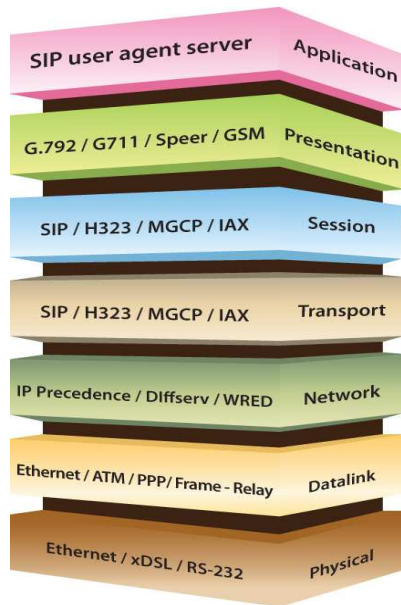 SIP user agent server Application
G.792 / G711 / Speer / GSM Presentation
SIP / H323 / MGCP / IAX Session
SIP / H323 / MGCP / IAX Transport
IP Precedence / DIffserv / WRED Network
Ethernet / ATM / PPP/ Frame - Relay Datalink
Ethernet / xDSL / RS-232 Physical